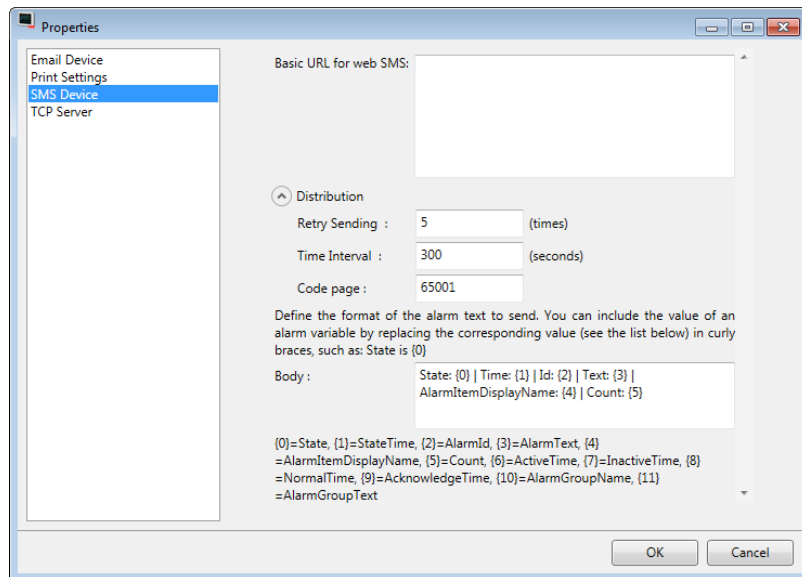 Properties
Email Device
Print Settings
SMS Device
TCP Server
Basic URL for web SMS:
Distribution
Retry Sending : 5 (times)
Time Interval : 300 (seconds)
Code page : 65001
Define the format of the alarm text to send. You can include the value of an
alarm variable by replacing the corresponding value (see the list below) in curly
braces, such as: State is {0}
Body : State: {0} | Time: {1} | Id: {2} | Text: {3} |
AlarmItemDisplayName: {4} | Count: {5}
{0}=State, {1}=StateTime, {2}=AlarmId, {3}=AlarmText, {4}
=AlarmItemDisplayName, {5}=Count, {6}=ActiveTime, {7}=InactiveTime, {8}
=NormalTime, {9}=AcknowledgeTime, {10}=AlarmGroupName, {11}
=AlarmGroupText
OK Cancel